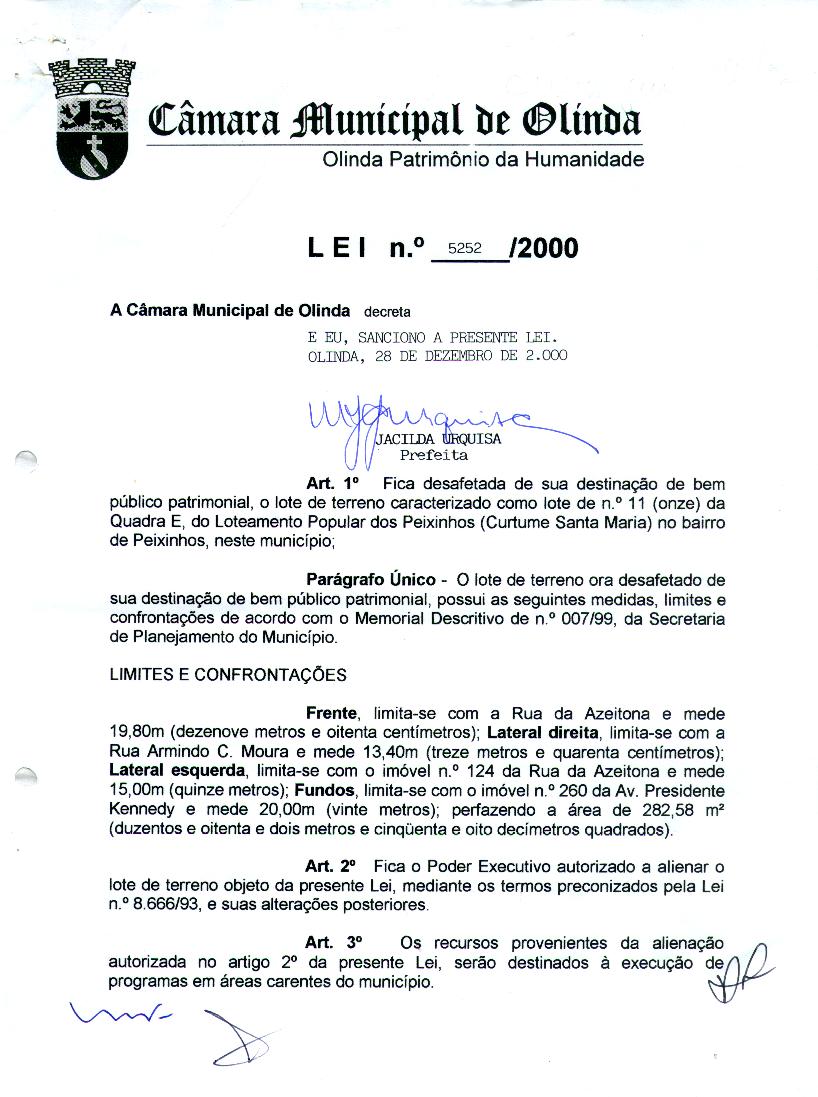 Câmara Municipal de Olinda
Olinda Patrimônio da Humanidade
L E I n.º 5252 /2000
A Câmara Municipal de Olinda decreta
E EU, SANCIONO A PRESENTE LEI.
OLINDA, 28 DE DEZEMBRO DE 2.000
JACILDA URQUISA
Prefeita
Art. 1º Fica desafetada de sua destinação de bem
público patrimonial, o lote de terreno caracterizado como lote de n.º 11 (onze) da
Quadra E, do Loteamento Popular dos Peixinhos (Curtume Santa Maria) no bairro
de Peixinhos, neste município;
Parágrafo Único - O lote de terreno ora desafetado de
sua destinação de bem público patrimonial, possui as seguintes medidas, limites e
confrontações de acordo com o Memorial Descritivo de n.º 007/99, da Secretaria
de Planejamento do Município.
LIMITES E CONFRONTAÇÕES
Frente, limita-se com a Rua da Azeitona e mede
19,80m (dezenove metros e oitenta centímetros); Lateral direita, limita-se com a
Rua Armindo C. Moura e mede 13,40m (treze metros e quarenta centímetros);
Lateral esquerda, limita-se com o imóvel n.º 124 da Rua da Azeitona e mede
15,00m (quinze metros); Fundos, limita-se com o imóvel n.º 260 da Av. Presidente
Kennedy e mede 20,00m (vinte metros); perfazendo a área de 282,58 m²
(duzentos e oitenta e dois metros e cinqüenta e oito decímetros quadrados).
Art. 2º Fica o Poder Executivo autorizado a alienar o
lote de terreno objeto da presente Lei, mediante os termos preconizados pela Lei
n.º 8.666/93, e suas alterações posteriores.
Art. 3º Os recursos provenientes da alienação
autorizada no artigo 2º da presente Lei, serão destinados à execução de
programas em áreas carentes do município.